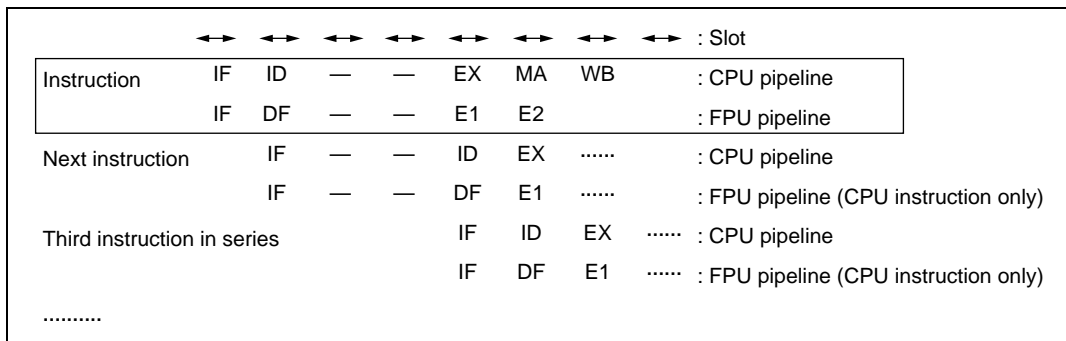 : Slot
Instruction IF ID — — EX MA WB : CPU pipeline
IF DF — — E1 E2 : FPU pipeline
Next instruction IF — — ID EX ...... : CPU pipeline
IF — — DF E1 ...... : FPU pipeline (CPU instruction only)
Third instruction in series IF ID EX ...... : CPU pipeline
IF DF E1 ...... : FPU pipeline (CPU instruction only)
..........